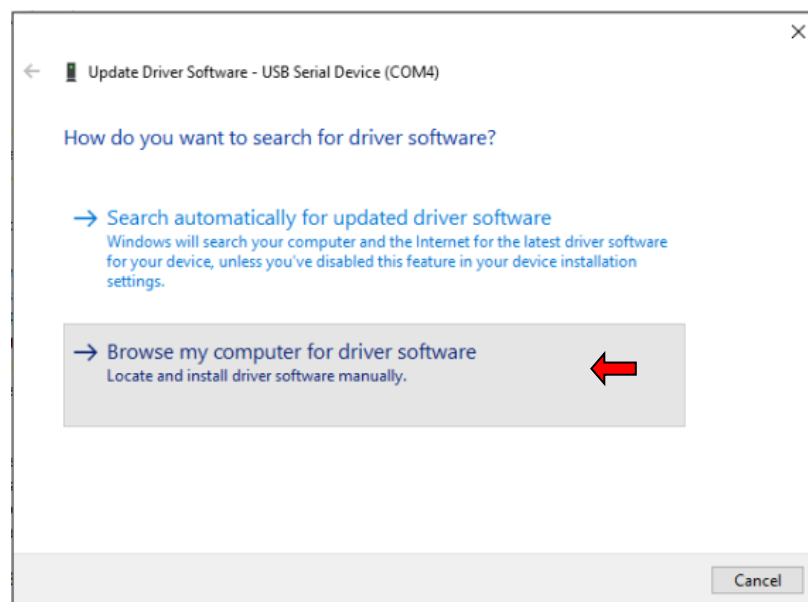 Update Driver Software - USB Serial Device (COM4)
How do you want to search for driver software?
Search automatically for updated driver software
Windows will search your computer and the Internet for the latest driver software
for your device, unless you've disabled this feature in your device installation
settings.
Browse my computer for driver software
Locate and install driver software manually.
Cancel